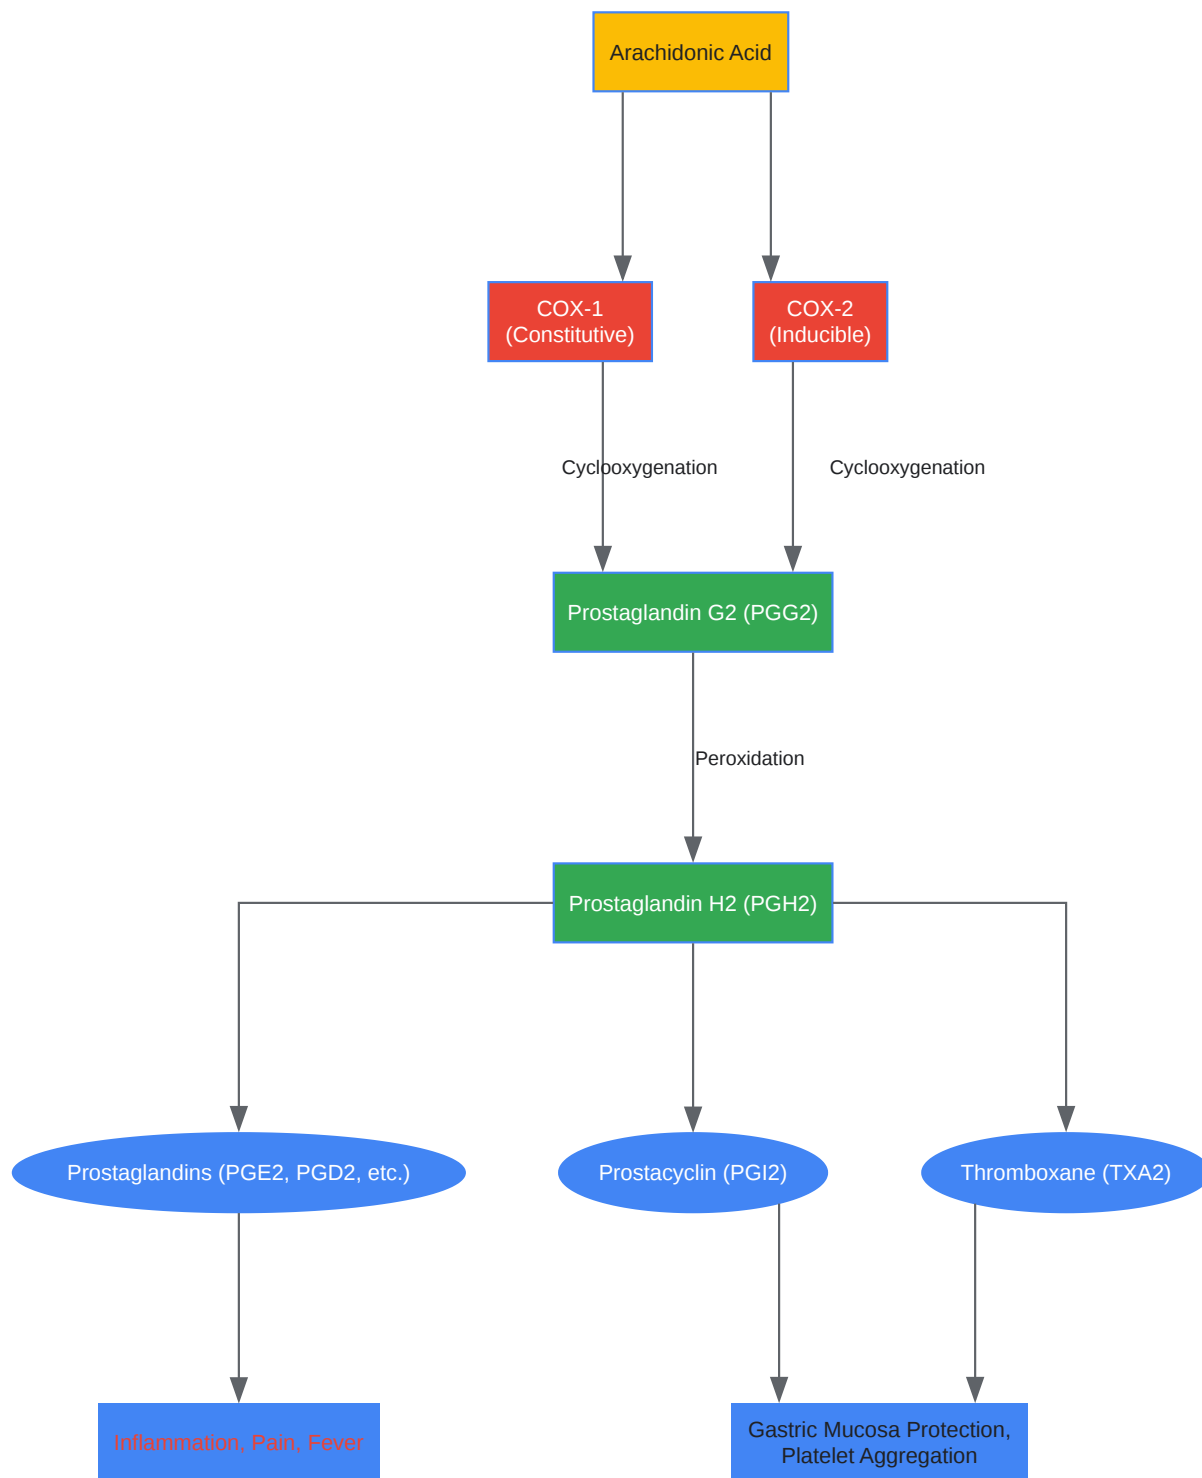 Arachidonic Acid
COX-1
(Constitutive)
COX-2
(Inducible)
Cyclooxygenation
Cyclooxygenation
Prostaglandin G2 (PGG2)
Peroxidation
Prostaglandin H2 (PGH2)
Prostaglandins (PGE2, PGD2, etc.)
Prostacyclin (PGI2)
Thromboxane (TXA2)
Inflammation, Pain, Fever
Gastric Mucosa Protection,
Platelet Aggregation